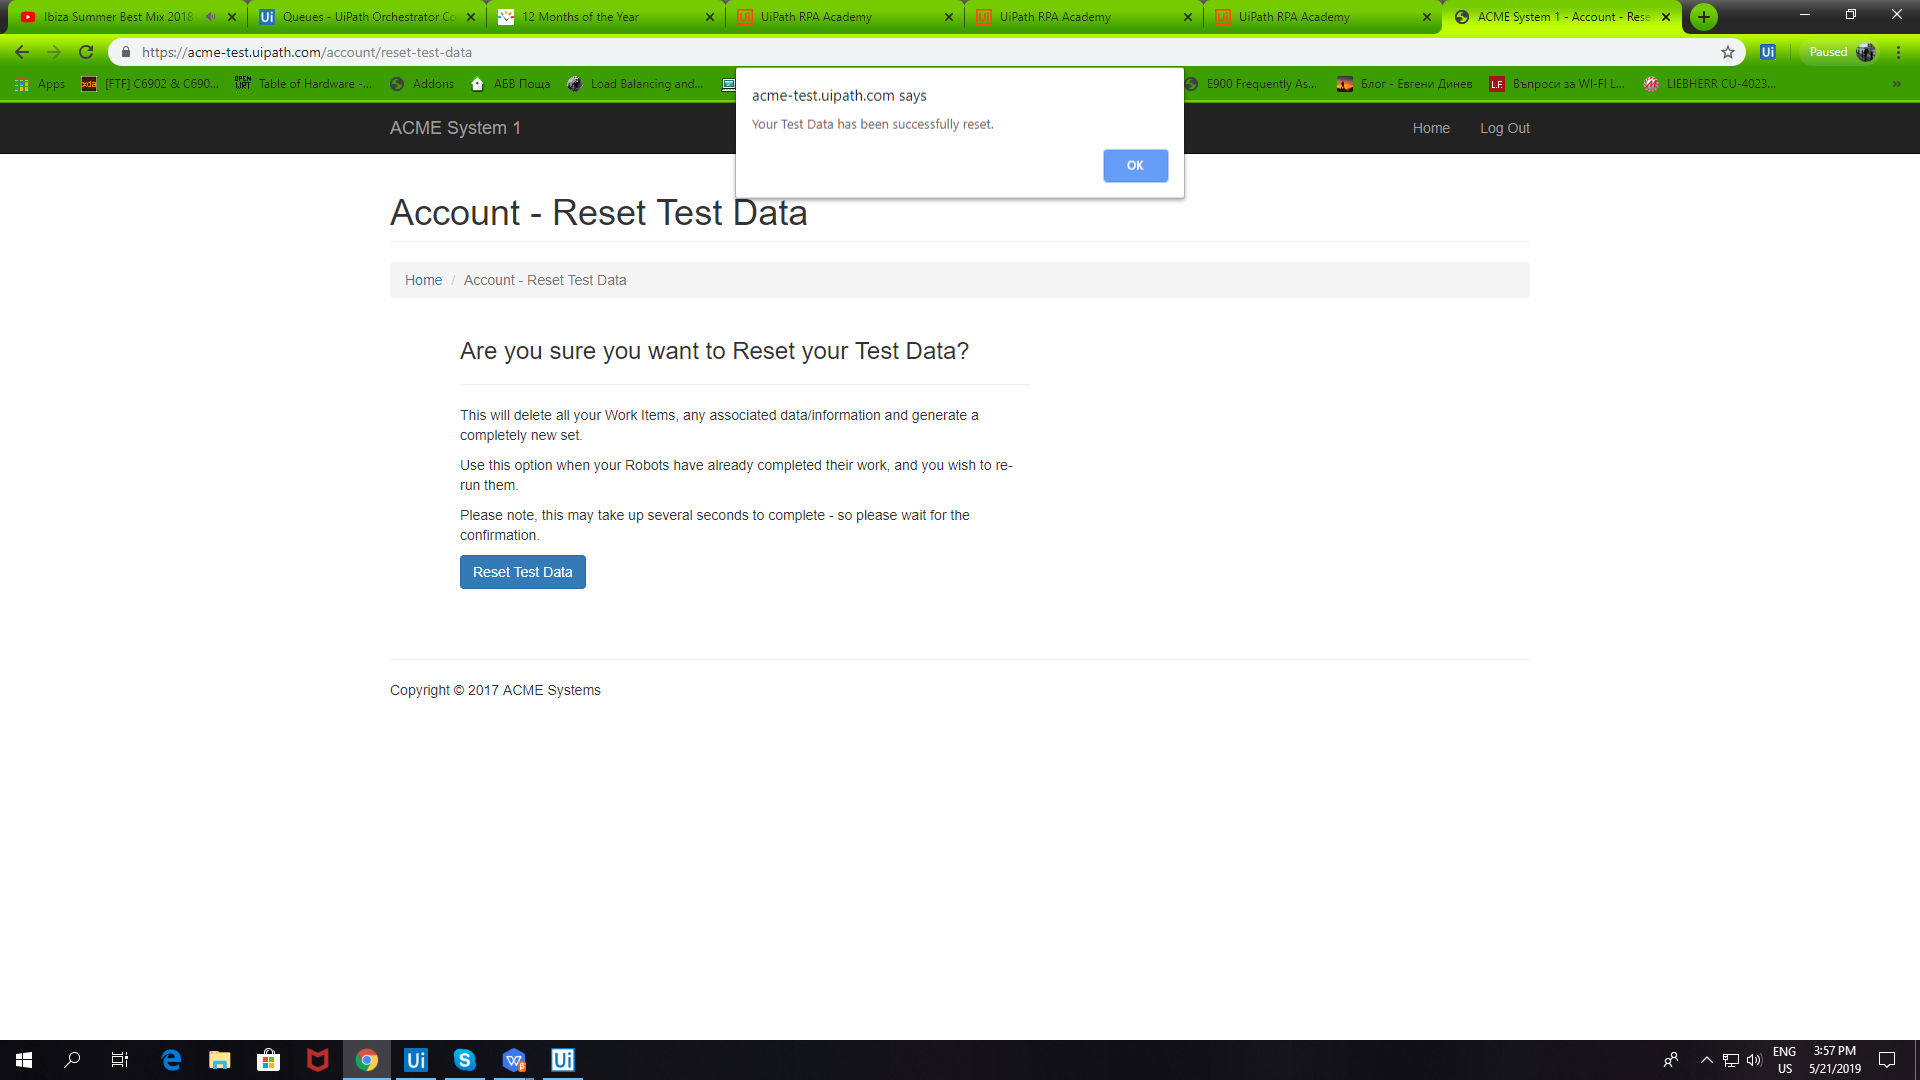 Ibiza Summer Best Mix 2018
Queues - UiPath Orchestrator Co
12 Months of the Year
UiPath RPA Academy
UiPath RPA Academy
UiPath RPA Academy
ACME System 1 - Account - Rese
https://acme-test.uipath.com/account/reset-test-data
Ui
Paused
Apps
[FTF] C6902 & C690...
Table of Hardware -...
Addons
АБВ Поща
Load Balancing and...
E900 Frequently As...
Блог - Евгени Динев
Въпроси за WI-FI L...
LIEBHERR CU-4023...
»
acme-test.uipath.com says
Your Test Data has been successfully reset.
OK
ACME System 1
Home
Log Out
Account - Reset Test Data
Home / Account - Reset Test Data
Are you sure you want to Reset your Test Data?
This will delete all your Work Items, any associated data/information and generate a
completely new set.
Use this option when your Robots have already completed their work, and you wish to re-
run them.
Please note, this may take up several seconds to complete - so please wait for the
confirmation.
Reset Test Data
Copyright © 2017 ACME Systems
Ui
Ui
ENG
US
3:57 PM
5/21/2019